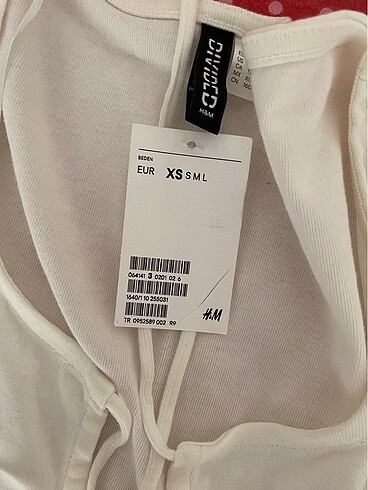 DIVIDED
H&M
BEDEN
EUR XS S M L
064141 3 0201 02 6
1640/1 10 255031
TR 0952589 002 R9
H&M